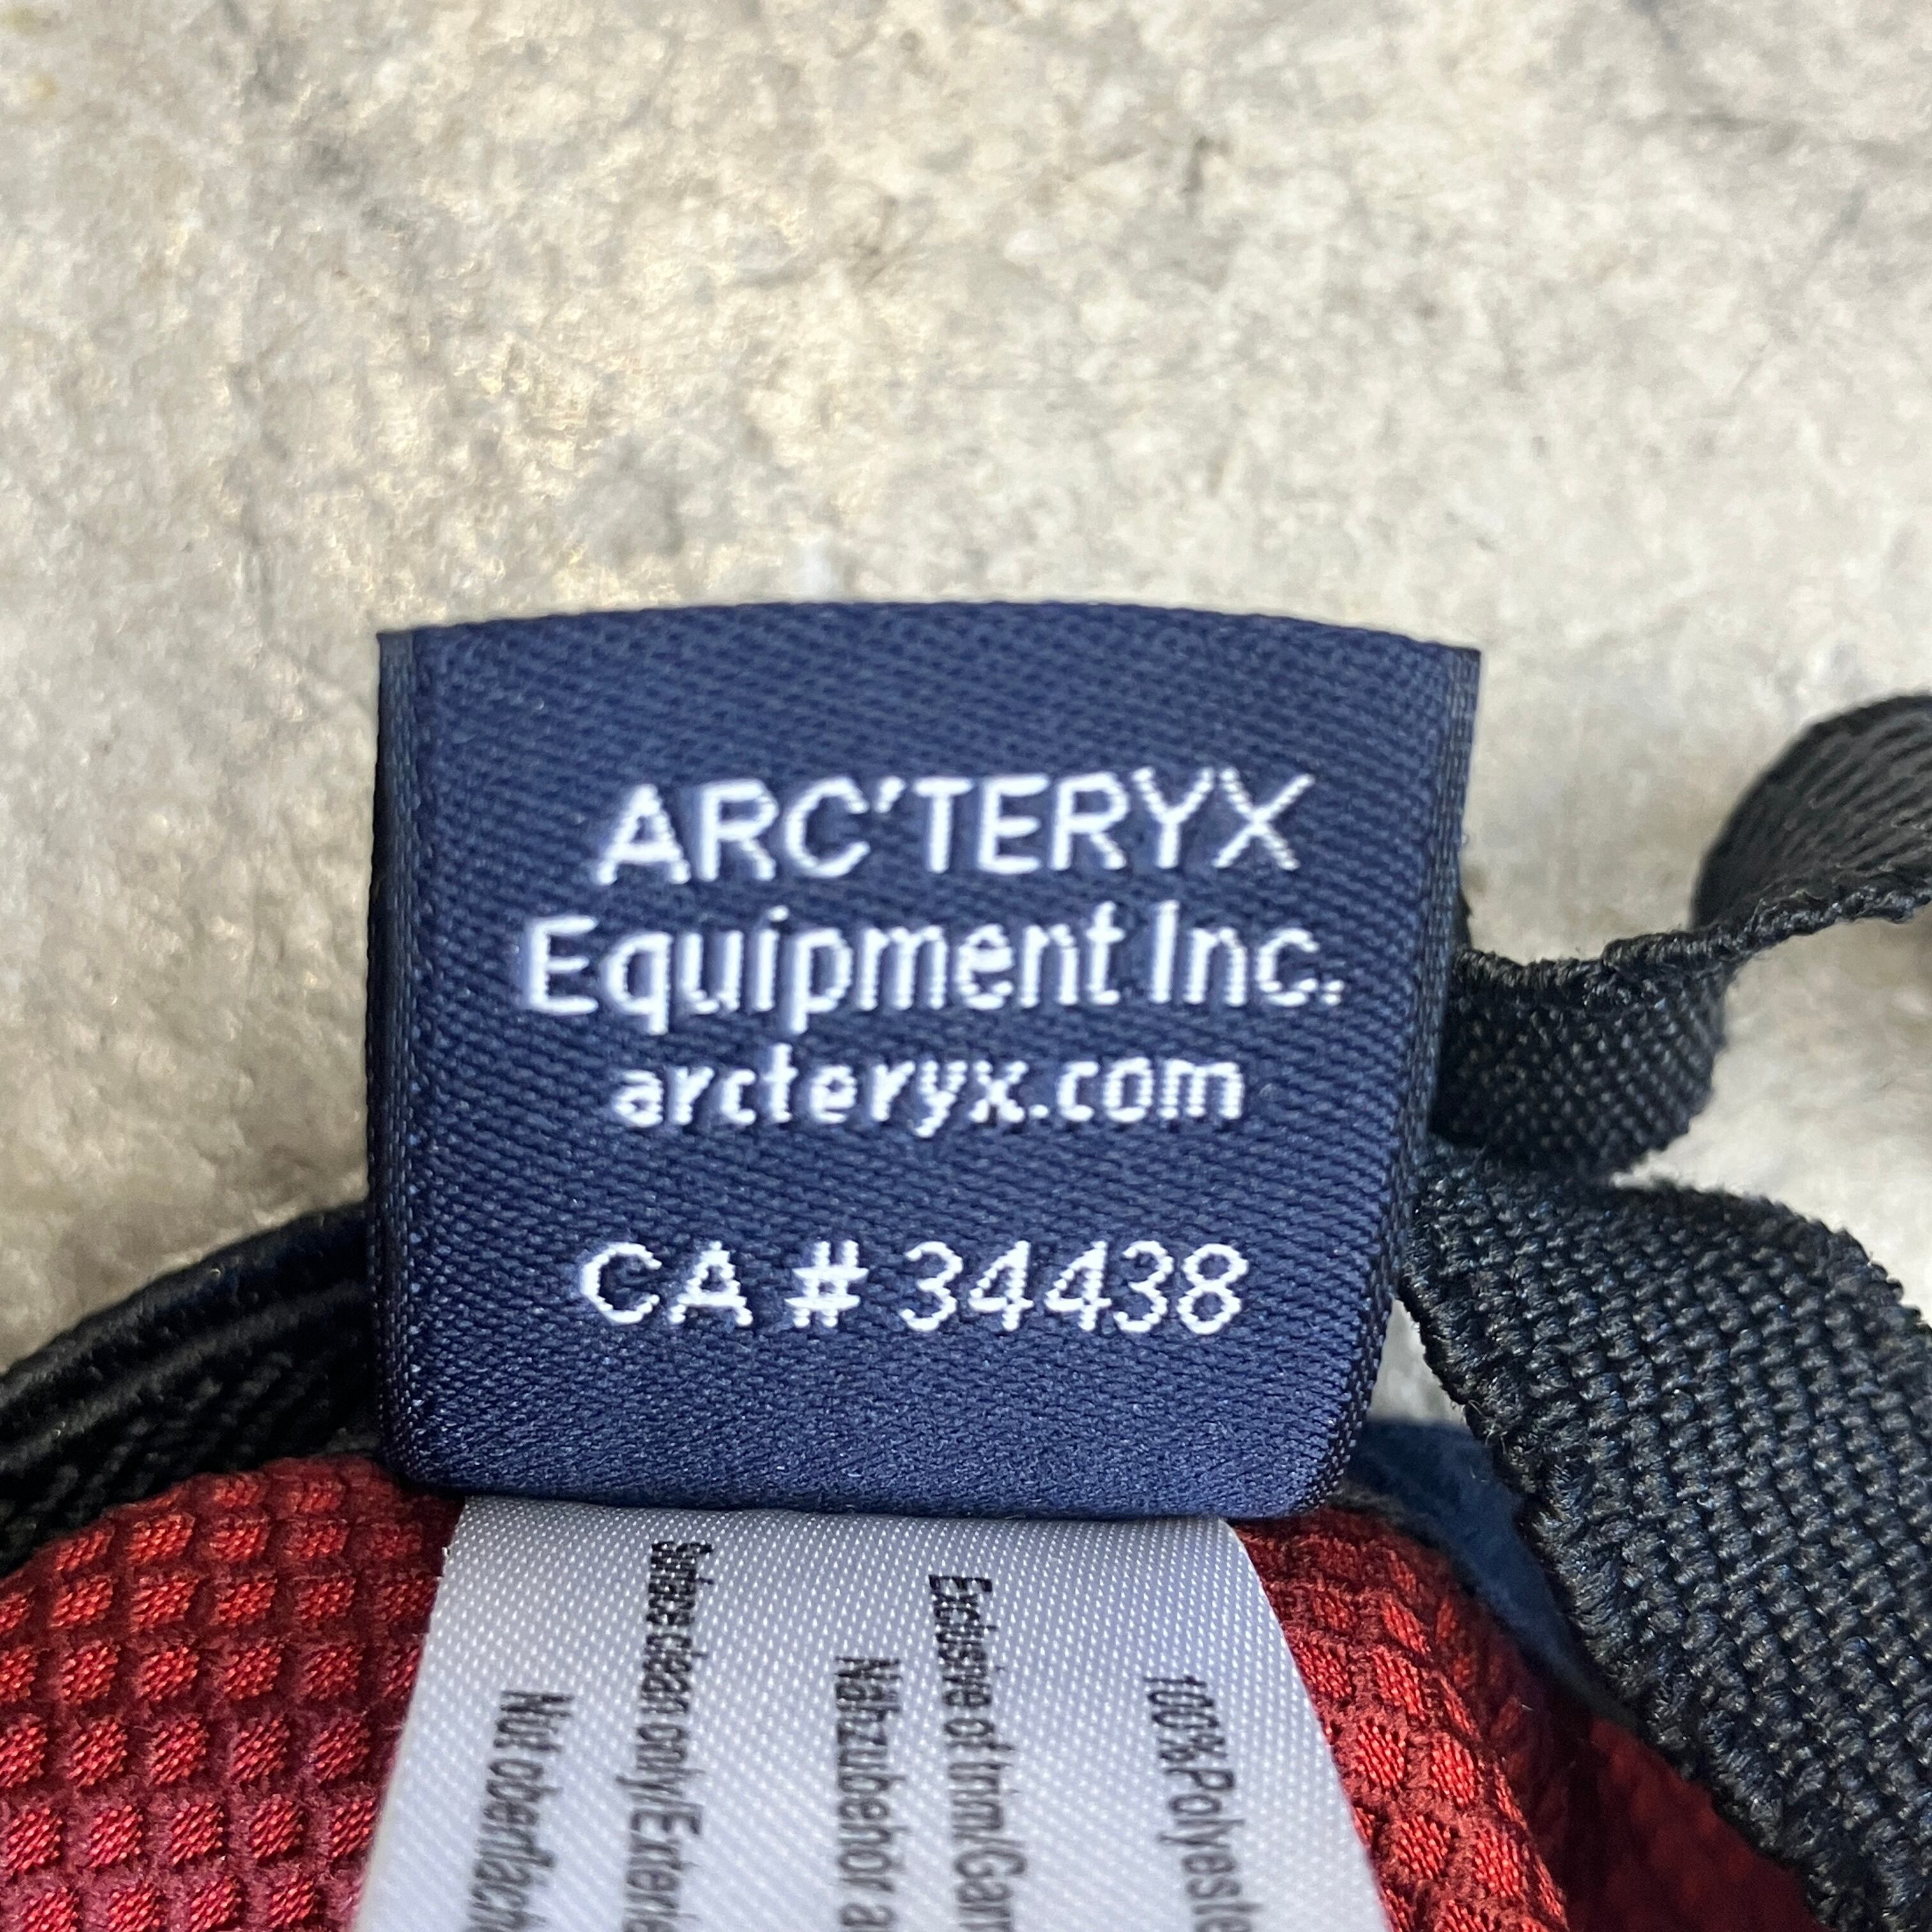 ARC'TERYX
Equipment Inc.
arcteryx.com
CA # 34438
100% Polyeste
Exclusive of trim/Gar
Nähzubehör a
Surface clean only/Exteri
Nur oberfläch